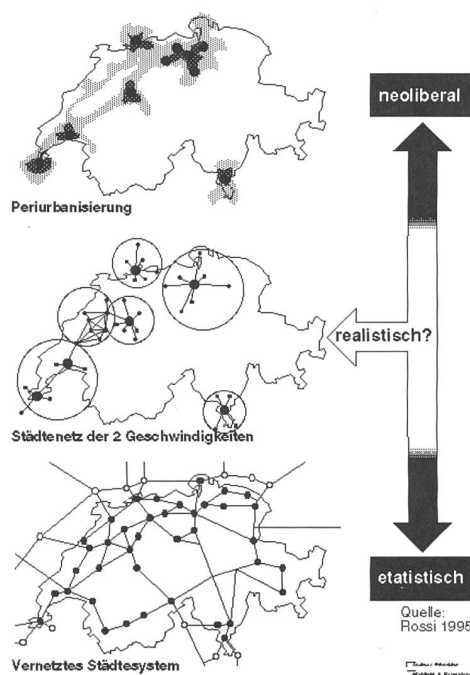 neoliberal
Periurbanisierung
realistisch?
Städtenetz der 2 Geschwindigkeiten
etatistisch
Quelle:
Rossi 1995
Vernetztes Städtesystem